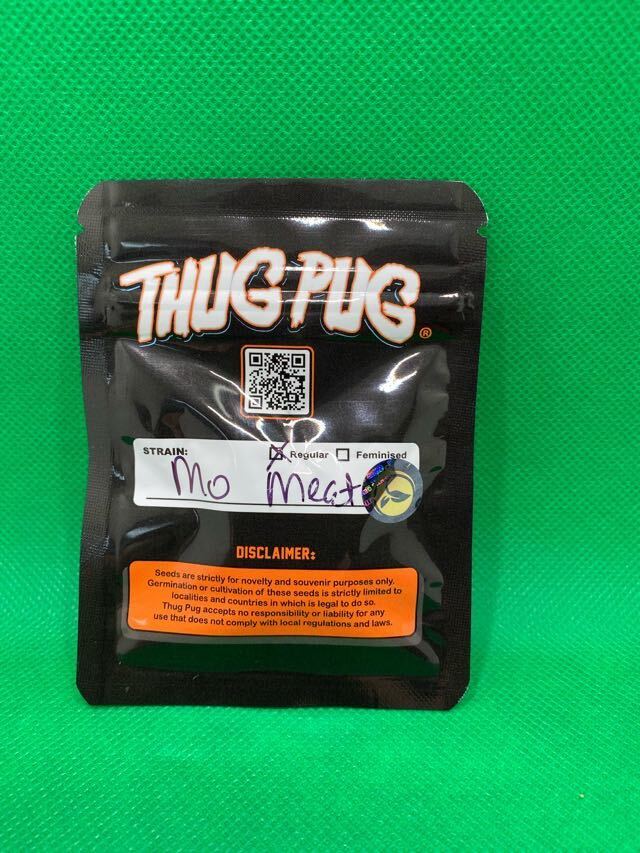 THUG PUG®
STRAIN: Regular Feminised
Mo Meat
DISCLAIMER:
Seeds are strictly for novelty and souvenir purposes only.
Germination or cultivation of these seeds is strictly limited to
localities and countries in which is legal to do so.
Thug Pug accepts no responsibility or liability for any
use that does not comply with local regulations and laws.